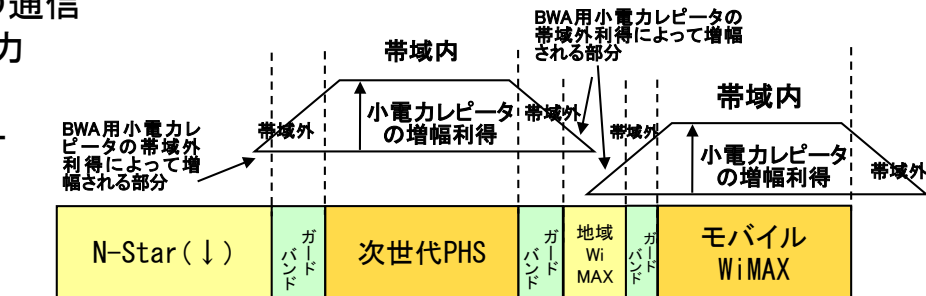 通信
力
BWA用小電力レピータの
帯域外利得によって増幅
される部分
帯域内
帯域内
小電力レピータ
の増幅利得
帯域外
帯域外
帯域外
帯域外
BWA用小電力レ
ピータの帯域外
利得によって増
幅される部分
小電力レピータ
の増幅利得
N-Star(↓)
ガード
バンド
次世代PHS
ガード
バンド
地域
Wi
MAX
ガード
バンド
モバイル
WiMAX